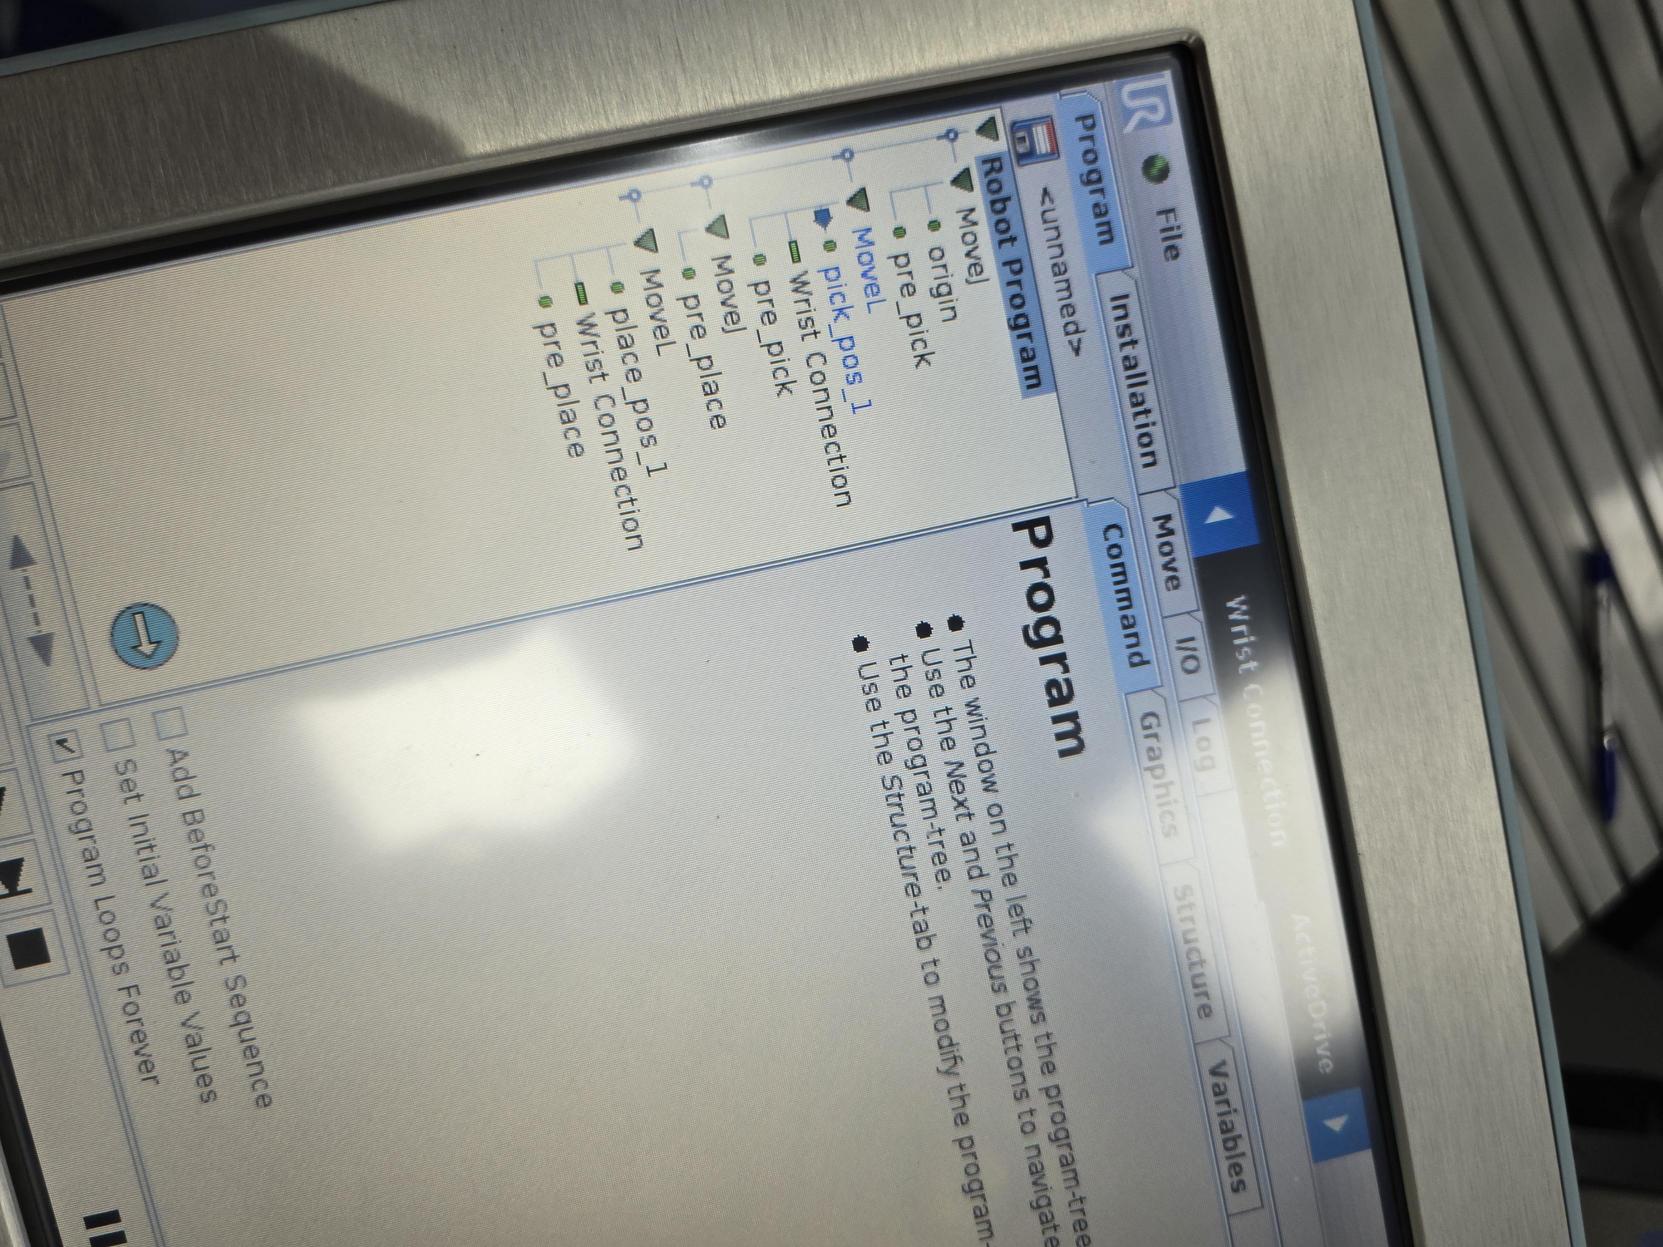 UR
File
Wrist Connection
ActiveDrive
Program
Installation
Move
I/O
Log
<unnamed>
Command
Graphics
Structure
Variables
Robot Program
MoveJ
origin
pre_pick
MoveL
pick_pos_1
Wrist Connection
pre_pick
MoveJ
pre_place
MoveL
place_pos_1
Wrist Connection
pre_place
Program
The window on the left shows the program-tree
Use the Next and Previous buttons to navigate
the program-tree.
Use the Structure-tab to modify the program-
Add BeforeStart Sequence
Set Initial Variable Values
Program Loops Forever